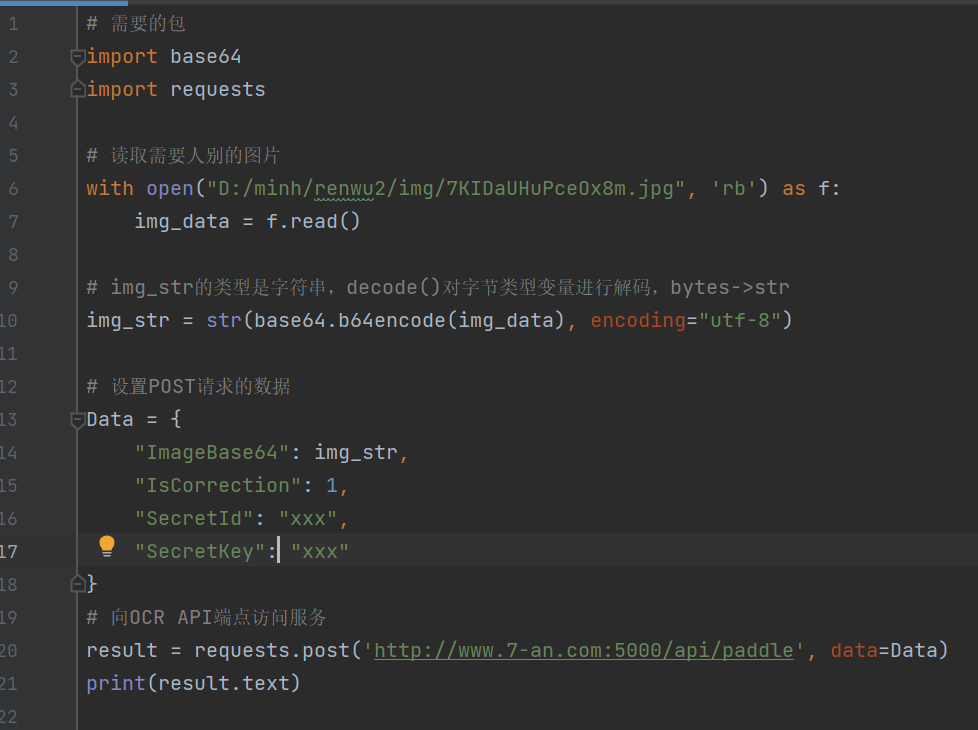 1 # 需要的包
2 import base64
3 import requests
4
5 # 读取需要人别的图片
6 with open("D:/minh/renwu2/img/7KIDaUHuPceOx8m.jpg", 'rb') as f:
7     img_data = f.read()
8
9 # img_str的类型是字符串，decode()对字节类型变量进行解码，bytes->str
10 img_str = str(base64.b64encode(img_data), encoding="utf-8")
11
12 # 设置POST请求的数据
13 Data = {
14     "ImageBase64": img_str,
15     "IsCorrection": 1,
16     "SecretId": "xxx",
17     "SecretKey": "xxx"
18 }
19 # 向OCR API端点访问服务
20 result = requests.post('http://www.7-an.com:5000/api/paddle', data=Data)
21 print(result.text)
22